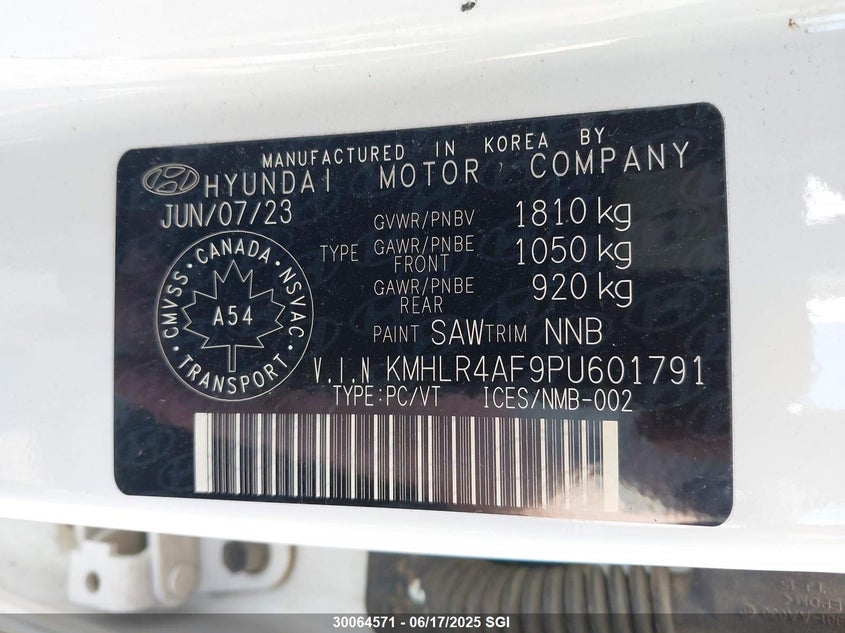 MANUFACTURED IN KOREA BY
HYUNDAI MOTOR COMPANY
JUN/07/23
GVWR/PNBV 1810 kg
TYPE GAWR/PNBE FRONT 1050 kg
GAWR/PNBE REAR 920 kg
PAINT SAW TRIM NNB
CMVSS · CANADA · NSVAC · TRANSPORT ·
A54
V.I.N KMHLR4AF9PU601791
TYPE:PC/VT ICES/NMB-002
30064571 - 06/17/2025 SGI